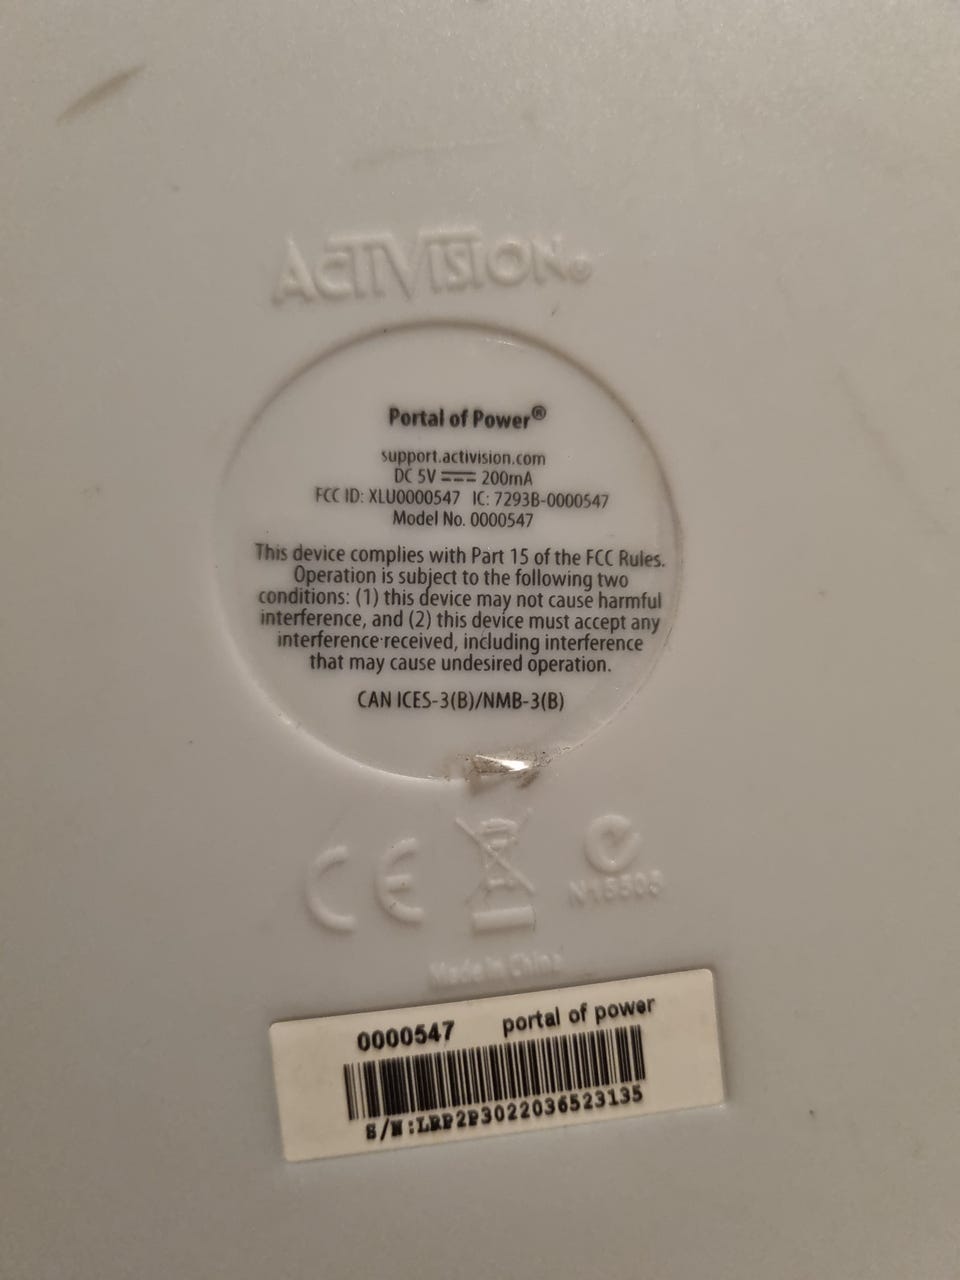 ACTIVISION®
Portal of Power®
support.activision.com
DC 5V 200mA
FCC ID: XLU0000547 IC: 7293B-0000547
Model No. 0000547
This device complies with Part 15 of the FCC Rules.
Operation is subject to the following two
conditions: (1) this device may not cause harmful
interference, and (2) this device must accept any
interference received, including interference
that may cause undesired operation.
CAN ICES-3(B)/NMB-3(B)
CE
Made in China
0000547 portal of power
S/N:LRP2P3022036523135